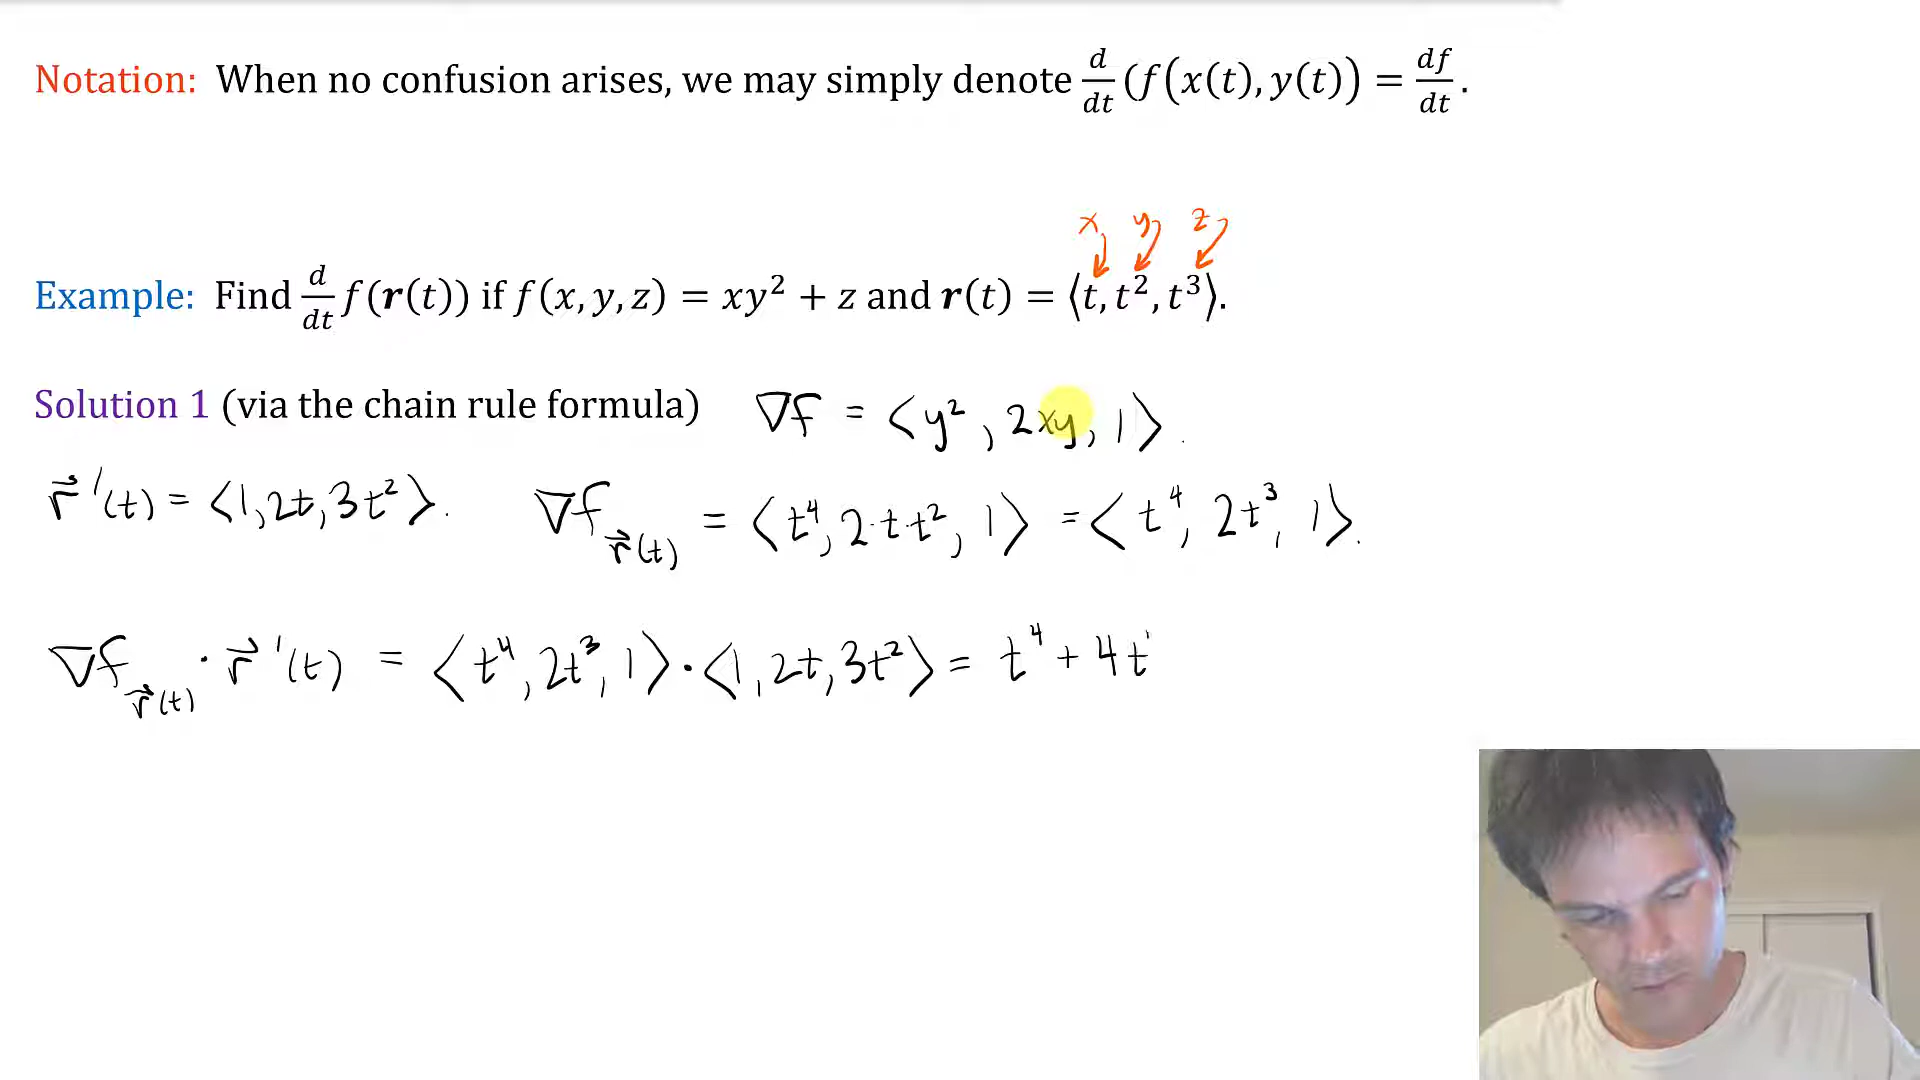 Notation: When no confusion arises, we may simply denote d/dt (f(x(t), y(t)) = df/dt .
x y z
Example: Find d/dt f(r(t)) if f(x, y, z) = xy² + z and r(t) = ⟨t, t², t³⟩.
Solution 1 (via the chain rule formula) ∇f = ⟨y², 2xy, 1⟩.
r⃗ ′(t) = ⟨1, 2t, 3t²⟩. ∇f_r⃗(t) = ⟨t⁴, 2·t·t², 1⟩ = ⟨t⁴, 2t³, 1⟩.
∇f_r⃗(t) · r⃗ ′(t) = ⟨t⁴, 2t³, 1⟩ · ⟨1, 2t, 3t²⟩ = t⁴ + 4t